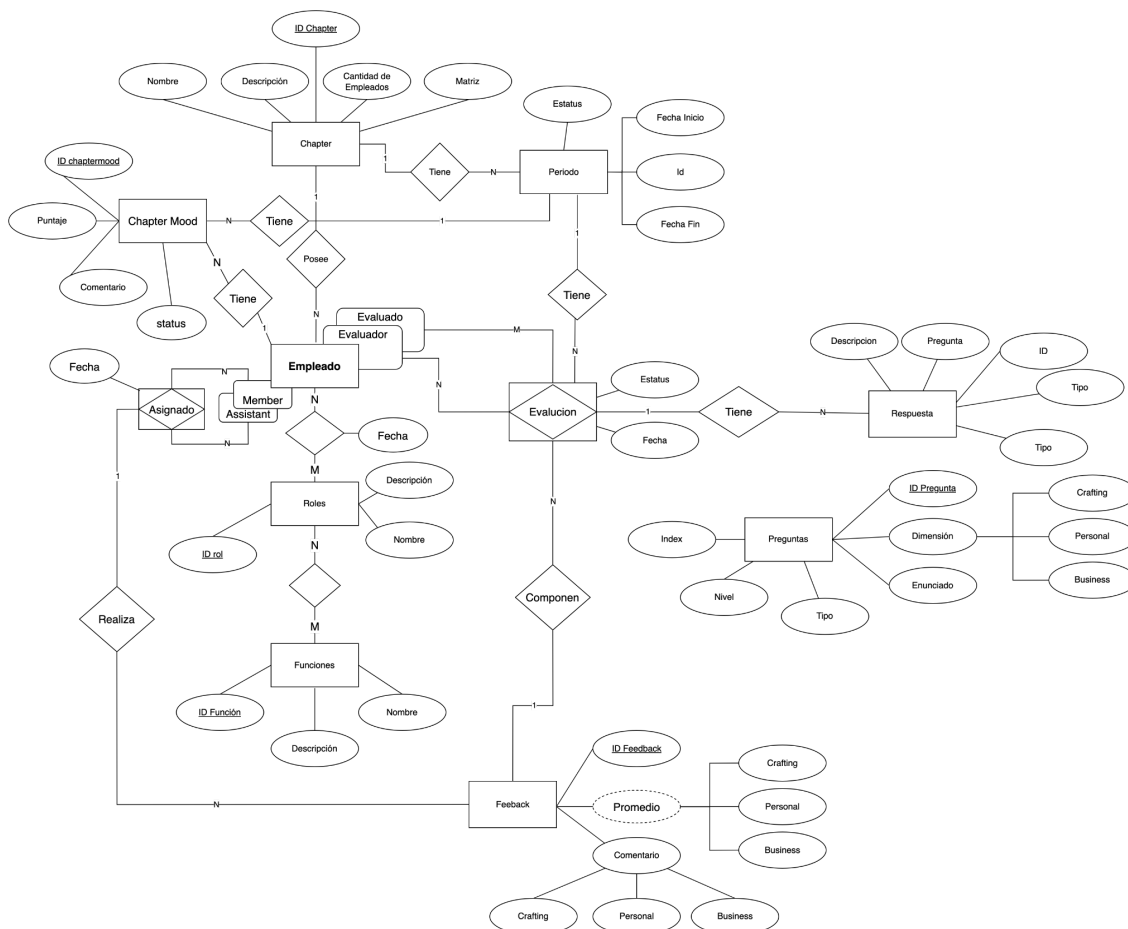 ID Chapter
Nombre
Descripción
Cantidad de
Empleados
Matriz
Estatus
Fecha Inicio
Chapter
1
Tiene
N
Periodo
Id
ID chaptermood
Puntaje
Chapter Mood
N
Tiene
1
1
1
Fecha Fin
Comentario
N
Posee
status
Tiene
1
N
Tiene
Evaluado
Evaluador
M
N
Empleado
Fecha
N
Asignado
Member
Assistant
N
N
N
Evalucion
Estatus
Fecha
1
Tiene
N
Descripcion
Pregunta
ID
Tipo
Respuesta
Tipo
1
Fecha
M
Descripción
Roles
ID rol
Nombre
N
N
ID Pregunta
Crafting
Index
Preguntas
Dimensión
Personal
Nivel
Enunciado
Business
Tipo
Componen
Realiza
M
Funciones
ID Función
Nombre
Descripción
1
ID Feedback
Crafting
N
Feeback
Promedio
Personal
Business
Comentario
Crafting
Personal
Business